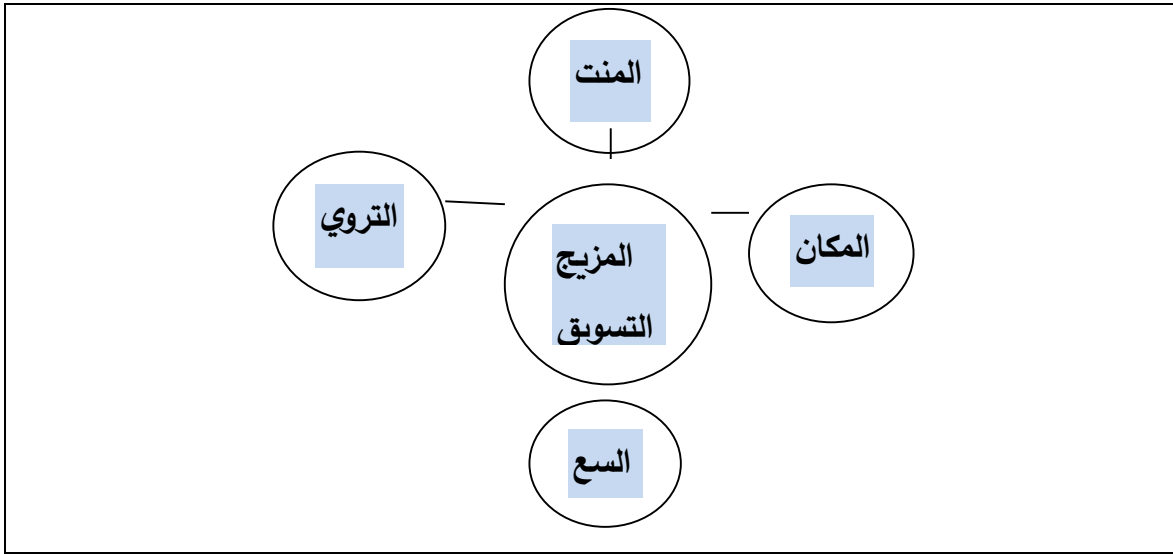 المنت
التروي
المكان
المزيج
التسويق
السع